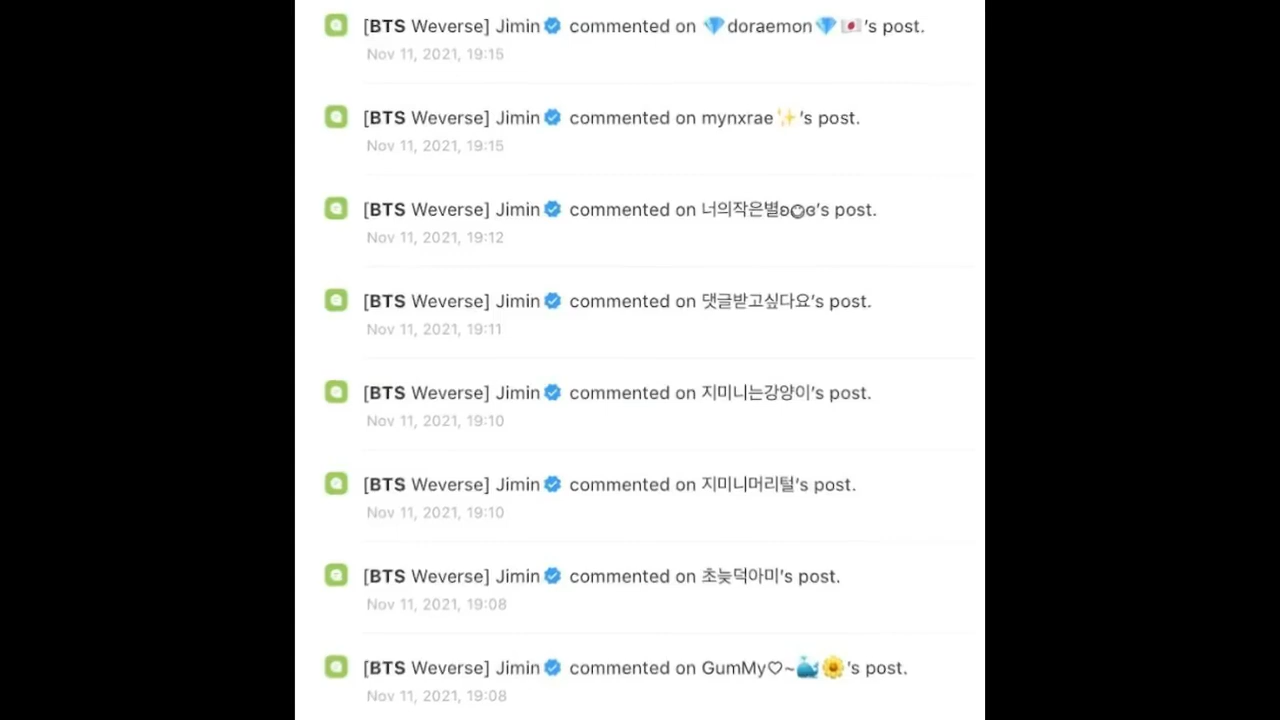 [BTS Weverse] Jimin commented on 💎doraemon💎🇯🇵's post.
Nov 11, 2021, 19:15
[BTS Weverse] Jimin commented on mynxrae✨'s post.
Nov 11, 2021, 19:15
[BTS Weverse] Jimin commented on 너의작은별ʚ◌ɞ's post.
Nov 11, 2021, 19:12
[BTS Weverse] Jimin commented on 댓글받고싶다요's post.
Nov 11, 2021, 19:11
[BTS Weverse] Jimin commented on 지미니는강양이's post.
Nov 11, 2021, 19:10
[BTS Weverse] Jimin commented on 지미니머리털's post.
Nov 11, 2021, 19:10
[BTS Weverse] Jimin commented on 초늦덕아미's post.
Nov 11, 2021, 19:08
[BTS Weverse] Jimin commented on GumMy♡~🐳🌼's post.
Nov 11, 2021, 19:08